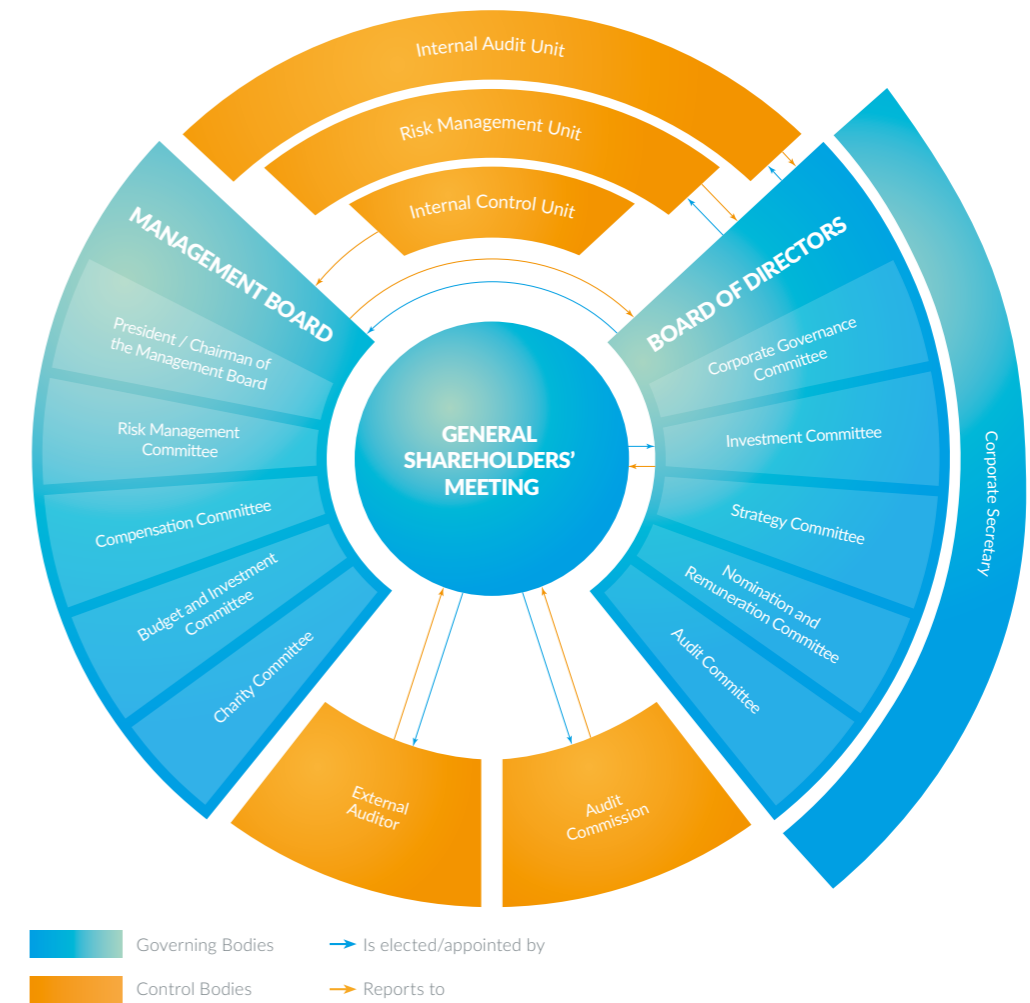 Internal Audit Unit
Risk Management Unit
Internal Control Unit
MANAGEMENT BOARD
President / Chairman of
the Management Board
Risk Management
Committee
Compensation Committee
Budget and Investment
Committee
Charity Committee
GENERAL
SHAREHOLDERS’
MEETING
BOARD OF DIRECTORS
Corporate Governance
Committee
Investment Committee
Strategy Committee
Nomination and
Remuneration Committee
Audit Committee
Corporate Secretary
External
Auditor
Audit
Commission
Governing Bodies
Is elected/appointed by
Control Bodies
Reports to